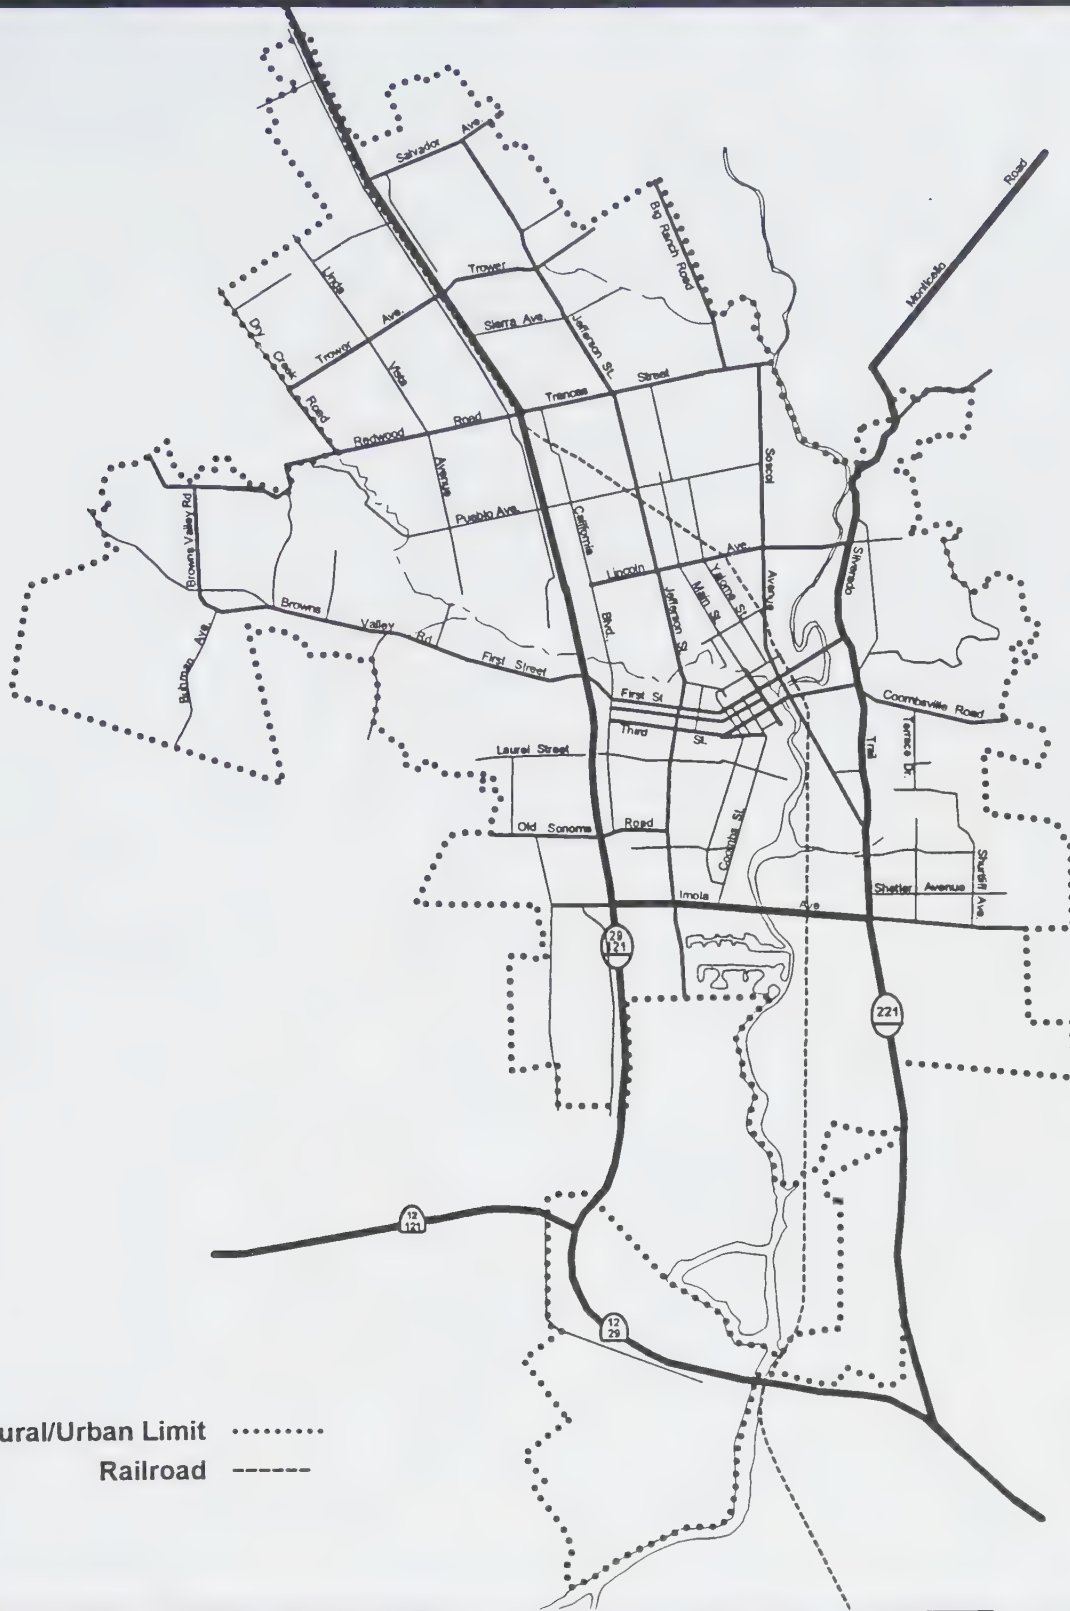 Salvador Ave.
Road
Monticello
Big Ranch Road
Linda
Trower
Ave.
Trower
Sierra Ave.
Jefferson St.
Dry Creek Road
Vista
Street
Trancas
Road
Redwood
Avenue
Soscol
Browns Valley Rd
Pueblo Ave.
California
Ave
Lincoln
Silverado
Yajome St.
Main St.
Avenue
Jefferson St.
Blvd.
Browns
Valley
Rd.
First Street
Buhman Ave.
First St
Third St.
Coombsville Road
Terrace Dr.
Trail
Laurel Street
Old Sonoma Road
Coombs St.
Shurtliff Ave.
Shetler Avenue
Imola Ave
29
121
221
12
121
12
29
ural/Urban Limit
Railroad